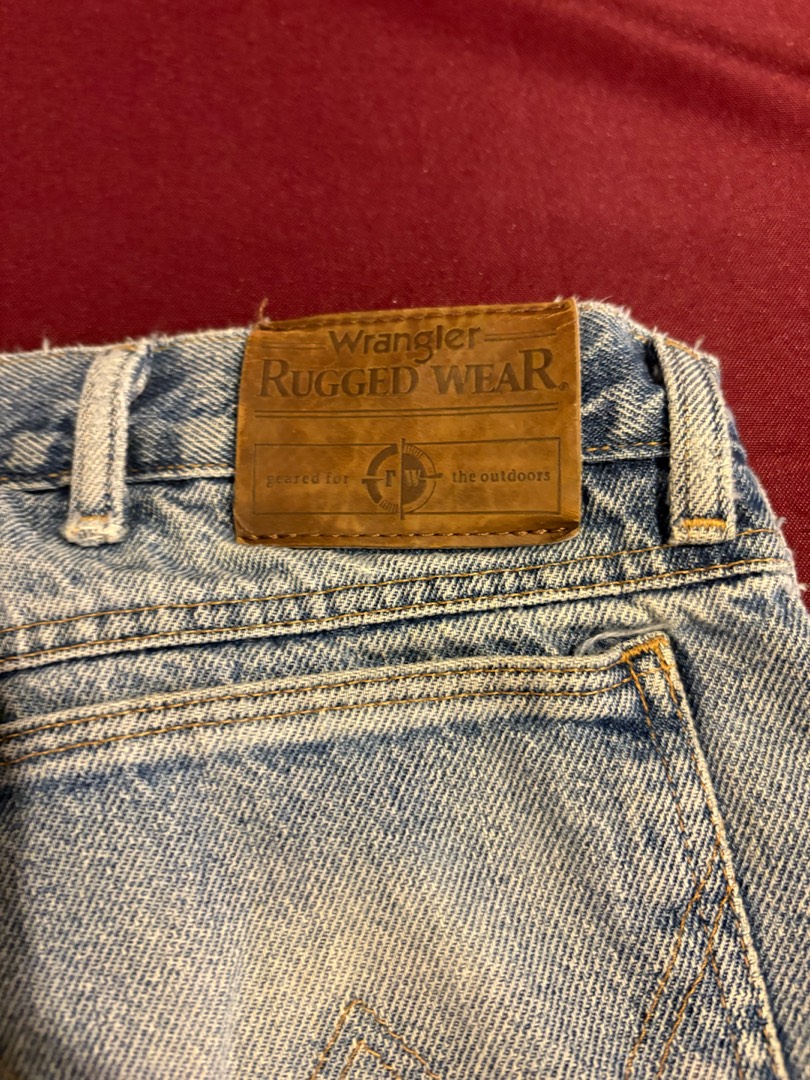 Wrangler
RUGGED WEAR®
geared for rw the outdoors